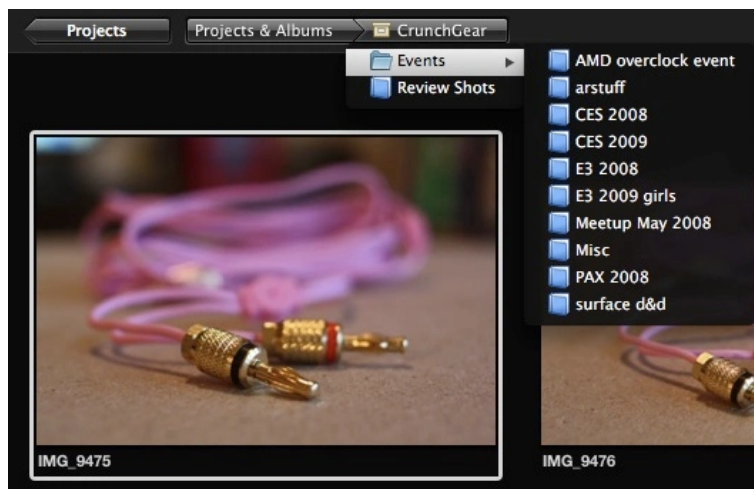 Projects
Projects & Albums
CrunchGear
Events
Review Shots
AMD overclock event
arstuff
CES 2008
CES 2009
E3 2008
E3 2009 girls
Meetup May 2008
Misc
PAX 2008
surface d&d
IMG_9475
IMG_9476